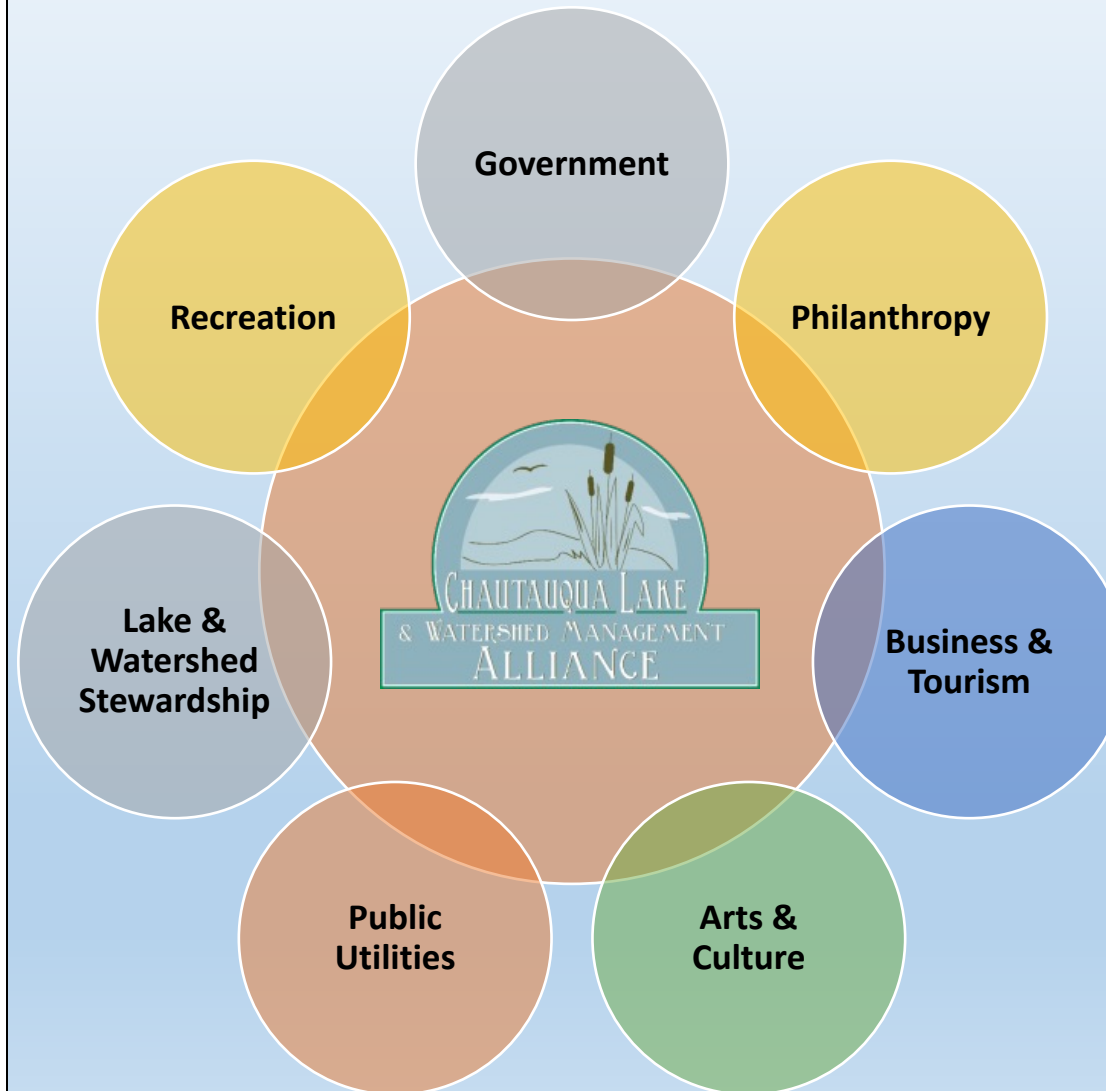 Government
Recreation
Philanthropy
CHAUTAUQUA LAKE
& WATERSHED MANAGEMENT
ALLIANCE
Lake &
Watershed
Stewardship
Business &
Tourism
Public
Utilities
Arts &
Culture